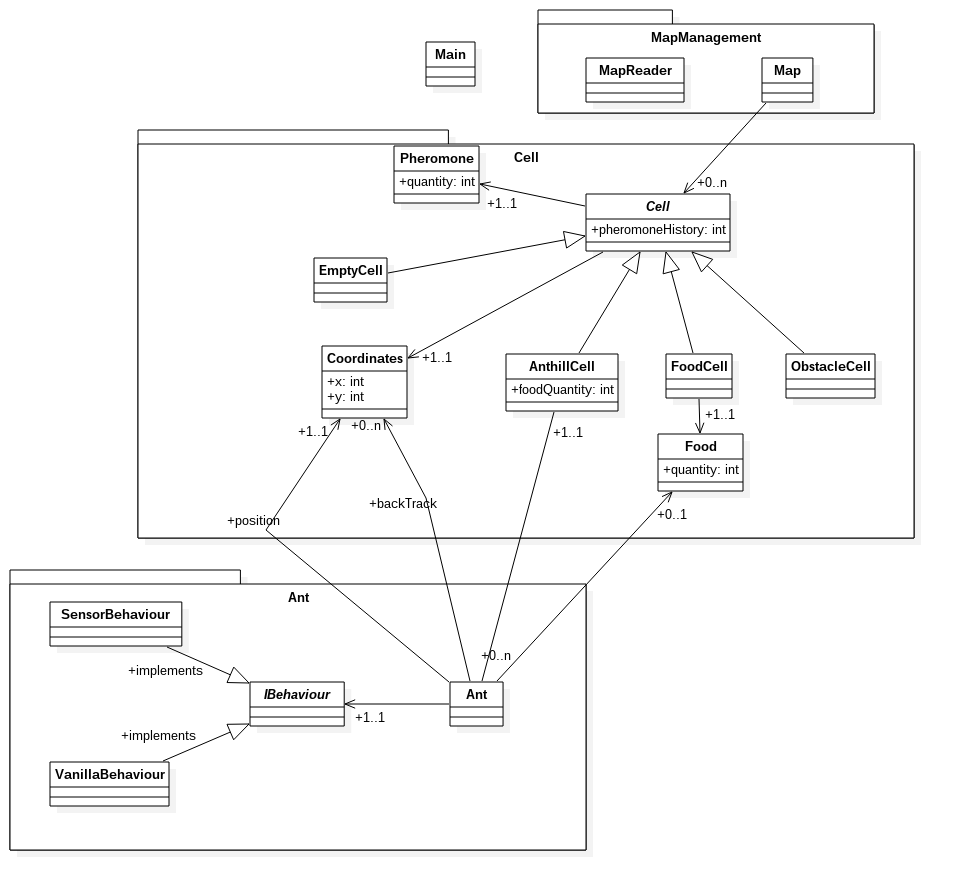 MapManagement
Main
MapReader
Map
Cell
Pheromone
+quantity: int
+0..n
+1..1
Cell
+pheromoneHistory: int
EmptyCell
Coordinates
+x: int
+y: int
+1..1
AnthillCell
+foodQuantity: int
FoodCell
ObstacleCell
+1..1
+1..1
+0..n
+1..1
Food
+quantity: int
+backTrack
+position
+0..1
Ant
SensorBehaviour
+implements
+0..n
IBehaviour
Ant
+1..1
+implements
VanillaBehaviour